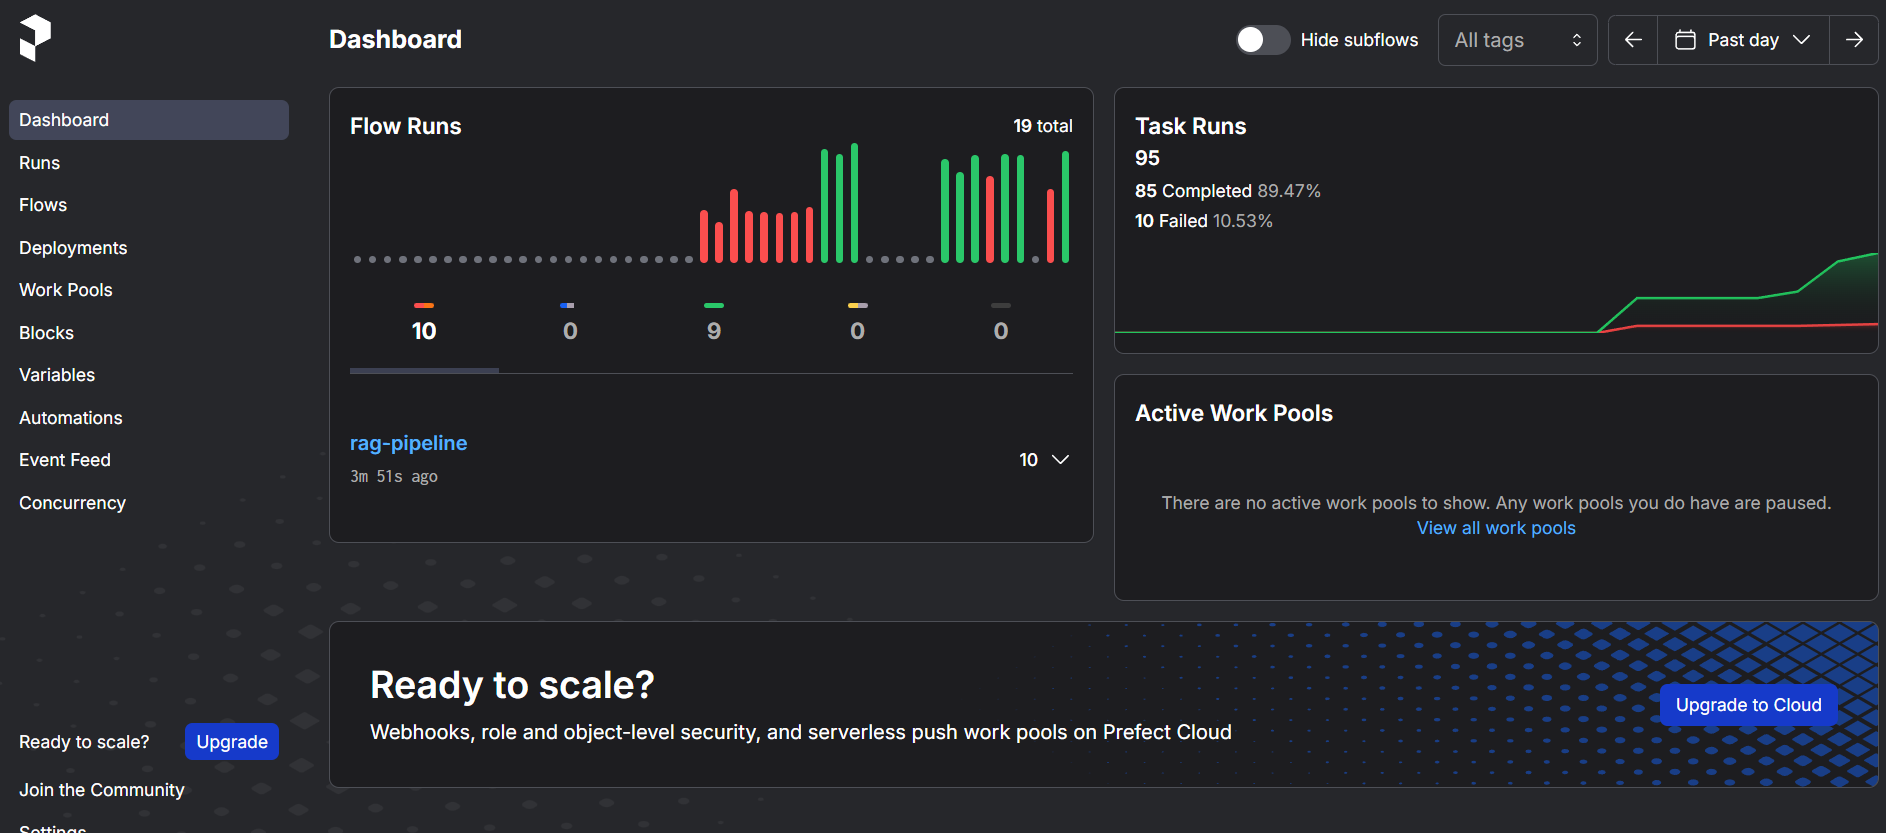 Dashboard
Hide subflows
All tags
Past day
Dashboard
Runs
Flows
Deployments
Work Pools
Blocks
Variables
Automations
Event Feed
Concurrency
Ready to scale?
Upgrade
Join the Community
Settings
Flow Runs
19 total
10
0
9
0
0
rag-pipeline
3m 51s ago
10
Task Runs
95
85 Completed 89.47%
10 Failed 10.53%
Active Work Pools
There are no active work pools to show. Any work pools you do have are paused.
View all work pools
Ready to scale?
Webhooks, role and object-level security, and serverless push work pools on Prefect Cloud
Upgrade to Cloud